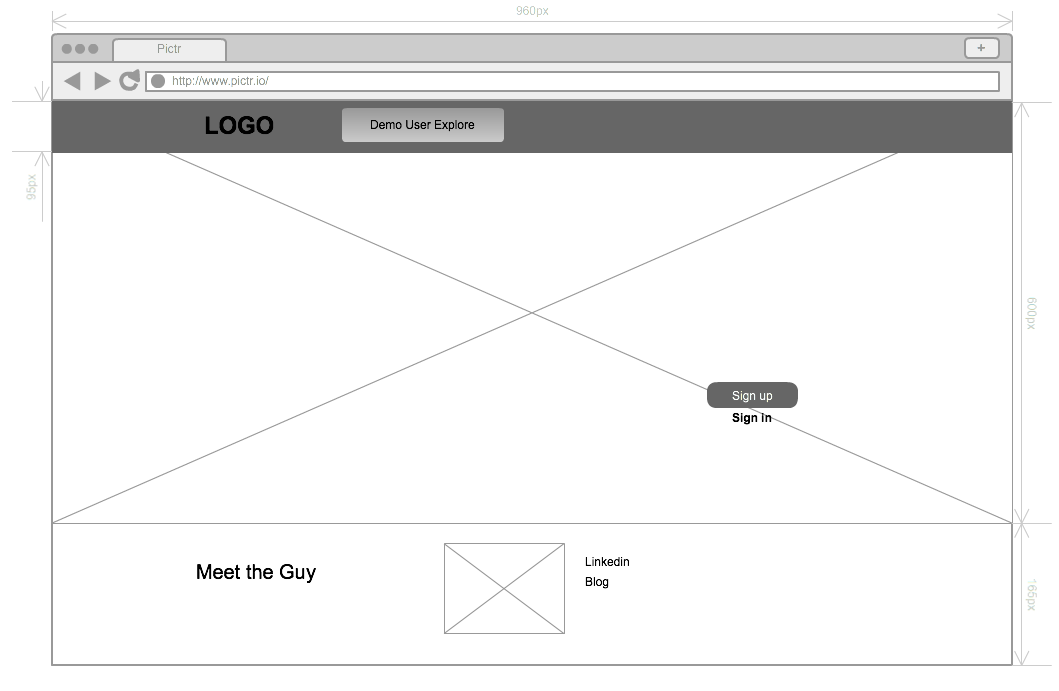 960px
Pictr
+
http://www.pictr.io/
LOGO
Demo User Explore
95px
600px
Sign up
Sign in
Meet the Guy
Linkedin
Blog
165px